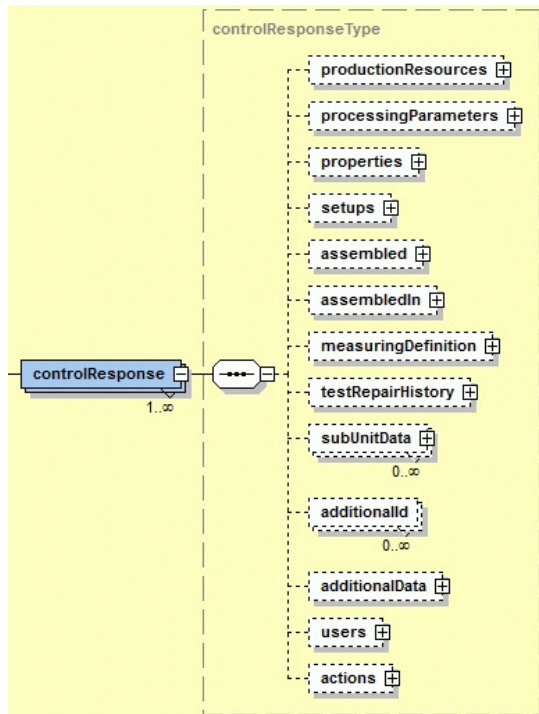 controlResponseType
productionResources
processingParameters
properties
setups
assembled
assembledIn
measuringDefinition
controlResponse
1..∞
testRepairHistory
subUnitData
0..∞
additionalId
0..∞
additionalData
users
actions